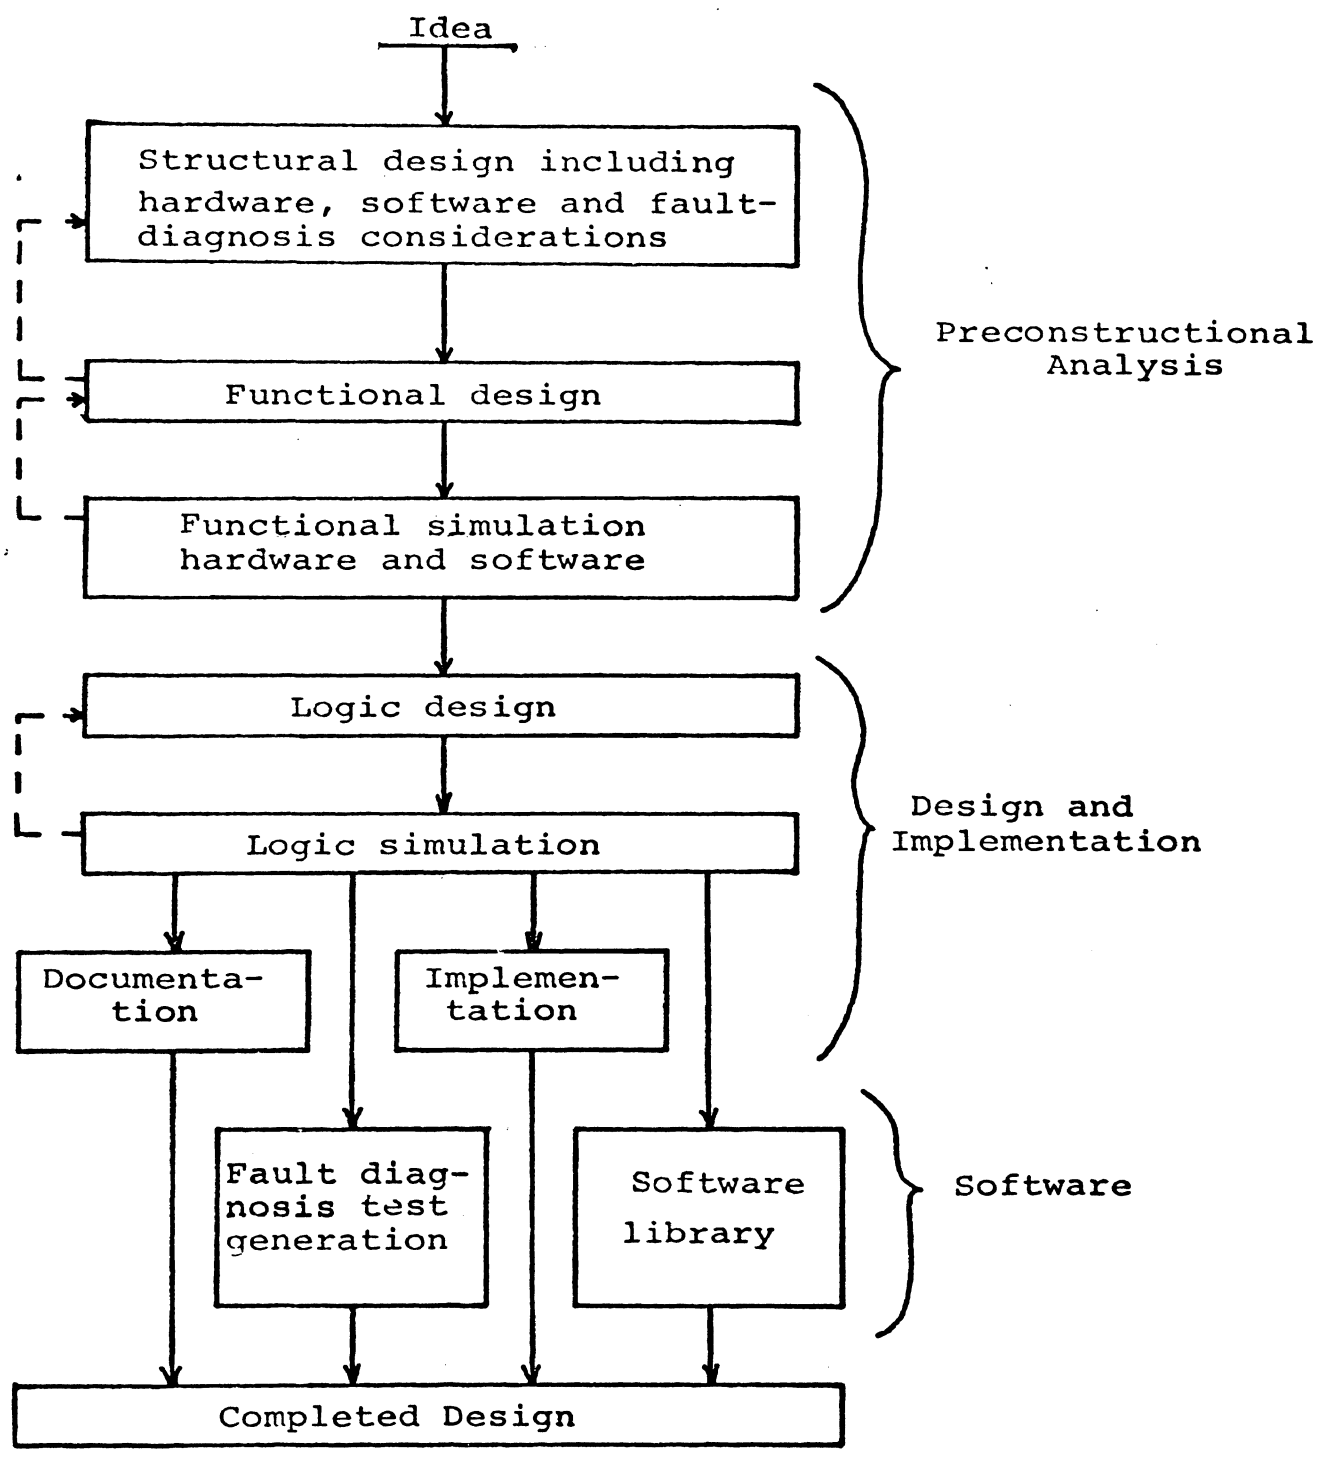 Idea
Structural design including
hardware, software and fault-
diagnosis considerations
Preconstructional
Analysis
Functional design
Functional simulation
hardware and software
Logic design
Design and
Implementation
Logic simulation
Documenta-
tion
Implemen-
tation
Fault diag-
nosis test
generation
Software
library
Software
Completed Design